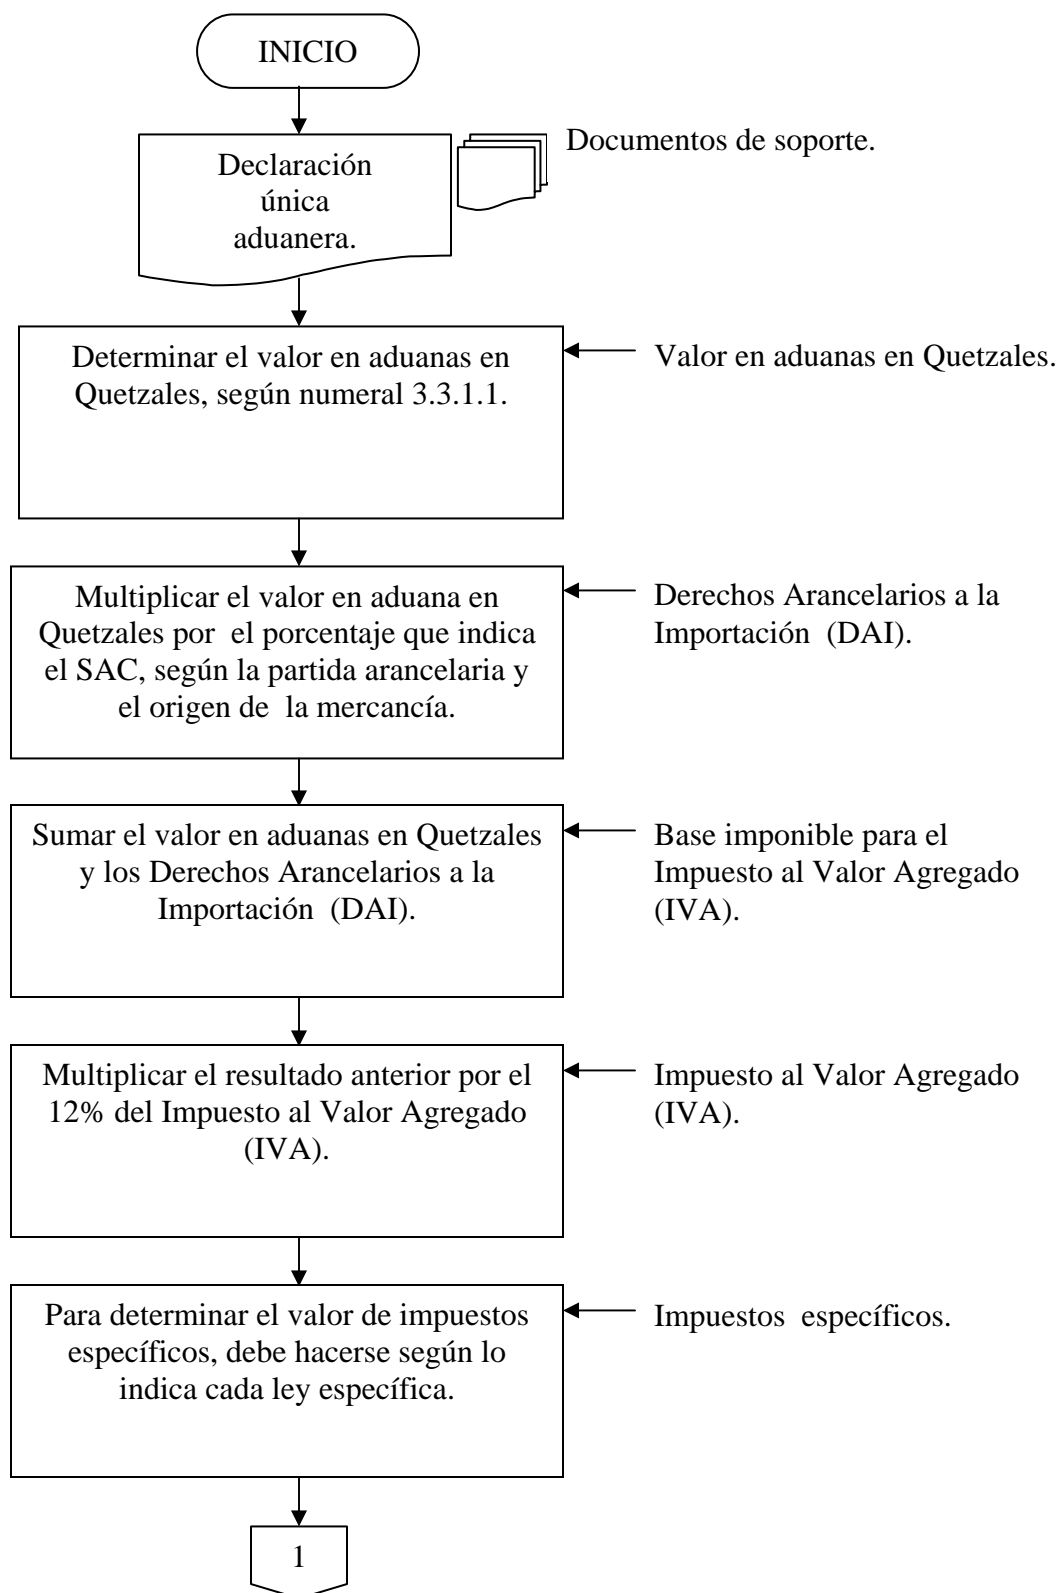 INICIO
Declaración
única
aduanera.
Documentos de soporte.
Determinar el valor en aduanas en
Quetzales, según numeral 3.3.1.1.
Valor en aduanas en Quetzales.
Multiplicar el valor en aduana en
Quetzales por  el porcentaje que indica
el SAC, según la partida arancelaria y
el origen de  la mercancía.
Derechos Arancelarios a la
Importación  (DAI).
Sumar el valor en aduanas en Quetzales
y los Derechos Arancelarios a la
Importación  (DAI).
Base imponible para el
Impuesto al Valor Agregado
(IVA).
Multiplicar el resultado anterior por el
12% del Impuesto al Valor Agregado
(IVA).
Impuesto al Valor Agregado
(IVA).
Para determinar el valor de impuestos
específicos, debe hacerse según lo
indica cada ley específica.
Impuestos  específicos.
1